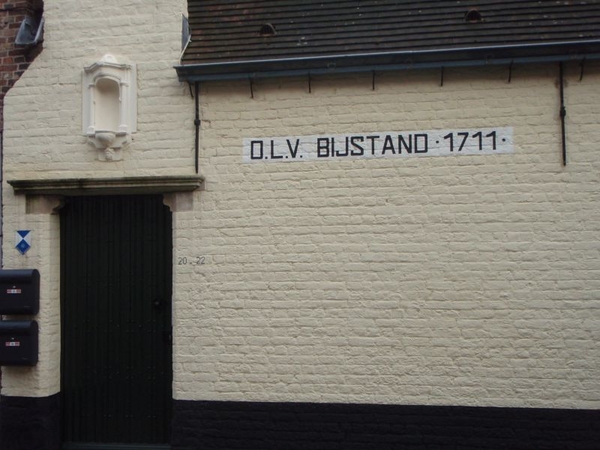 O.L.V. BIJSTAND · 1711 ·
20 . 22